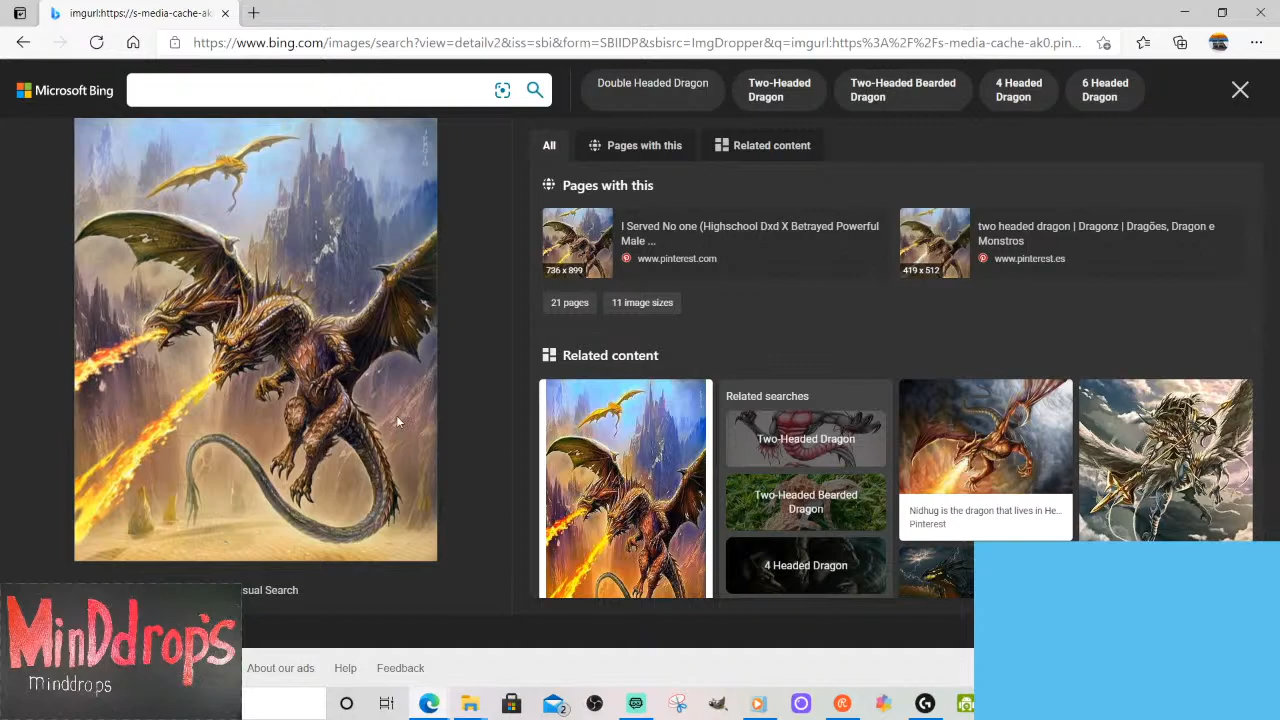 imgurl:https://s-media-cache-ak
https://www.bing.com/images/search?view=detailv2&iss=sbi&form=SBIIDP&sbisrc=ImgDropper&q=imgurl:https%3A%2F%2Fs-media-cache-ak0.pin...
Microsoft Bing
Double Headed Dragon
Two-Headed
Dragon
Two-Headed Bearded
Dragon
4 Headed
Dragon
6 Headed
Dragon
All
Pages with this
Related content
Pages with this
I Served No one (Highschool Dxd X Betrayed Powerful
Male ...
www.pinterest.com
736 x 899
two headed dragon | Dragonz | Dragões, Dragon e
Monstros
www.pinterest.es
419 x 512
21 pages
11 image sizes
Related content
Related searches
Two-Headed Dragon
Two-Headed Bearded
Dragon
4 Headed Dragon
Nidhug is the dragon that lives in He...
Pinterest
sual Search
MinDdrop's
minddrops
About our ads
Help
Feedback
2